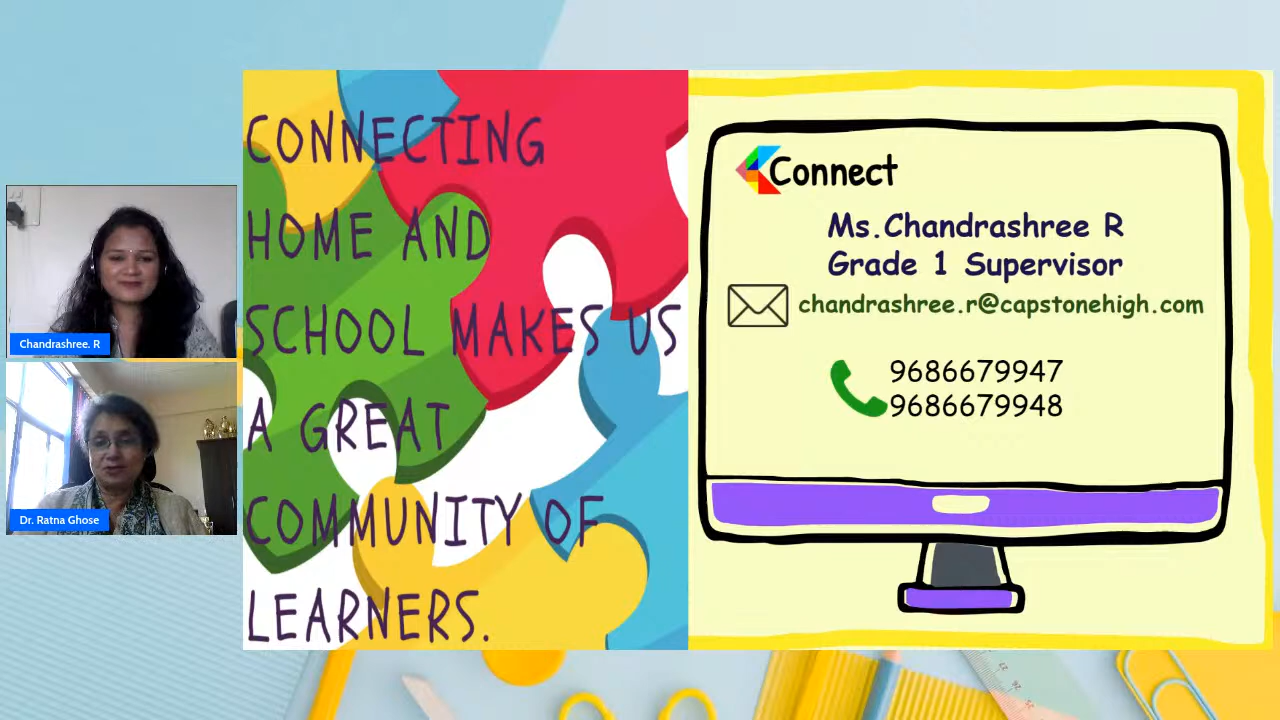 CONNECTING
HOME AND
SCHOOL MAKES US
A GREAT
COMMUNITY OF
LEARNERS.
Connect
Ms.Chandrashree R
Grade 1 Supervisor
chandrashree.r@capstonehigh.com
9686679947
9686679948
Chandrashree. R
Dr. Ratna Ghose